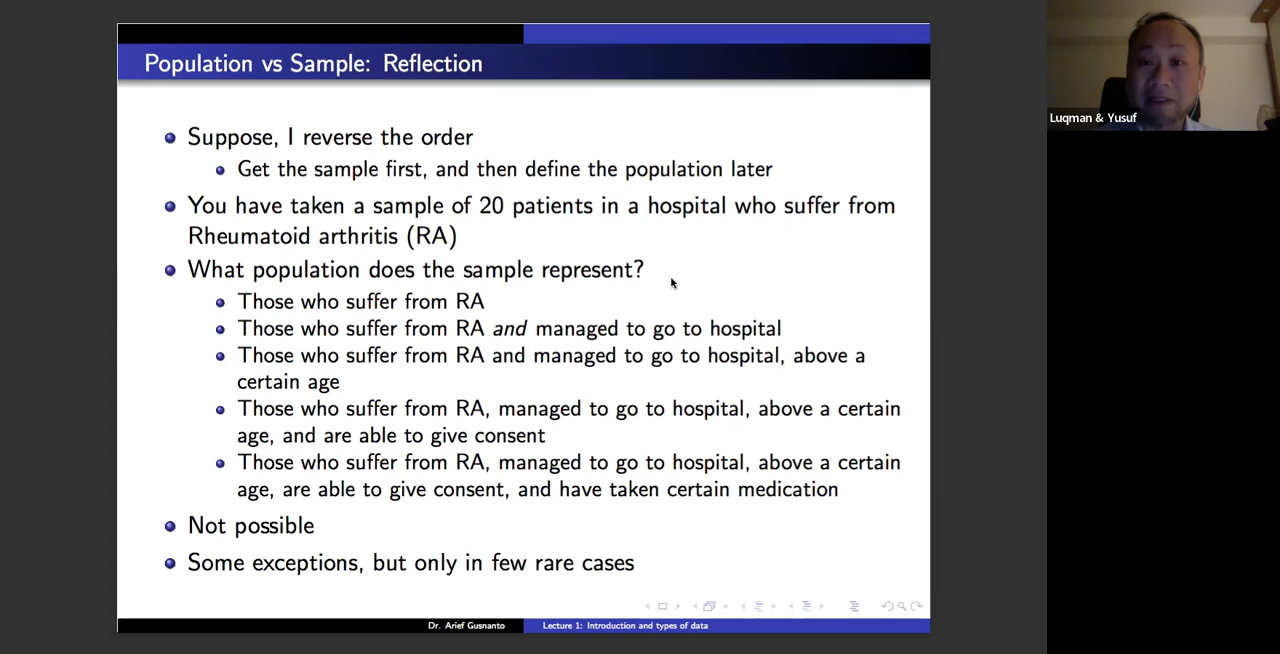 Population vs Sample: Reflection
Suppose, I reverse the order
Get the sample first, and then define the population later
You have taken a sample of 20 patients in a hospital who suffer from
Rheumatoid arthritis (RA)
What population does the sample represent?
Those who suffer from RA
Those who suffer from RA and managed to go to hospital
Those who suffer from RA and managed to go to hospital, above a
certain age
Those who suffer from RA, managed to go to hospital, above a certain
age, and are able to give consent
Those who suffer from RA, managed to go to hospital, above a certain
age, are able to give consent, and have taken certain medication
Not possible
Some exceptions, but only in few rare cases
Dr. Arief Gusnanto
Lecture 1: Introduction and types of data
Luqman & Yusuf